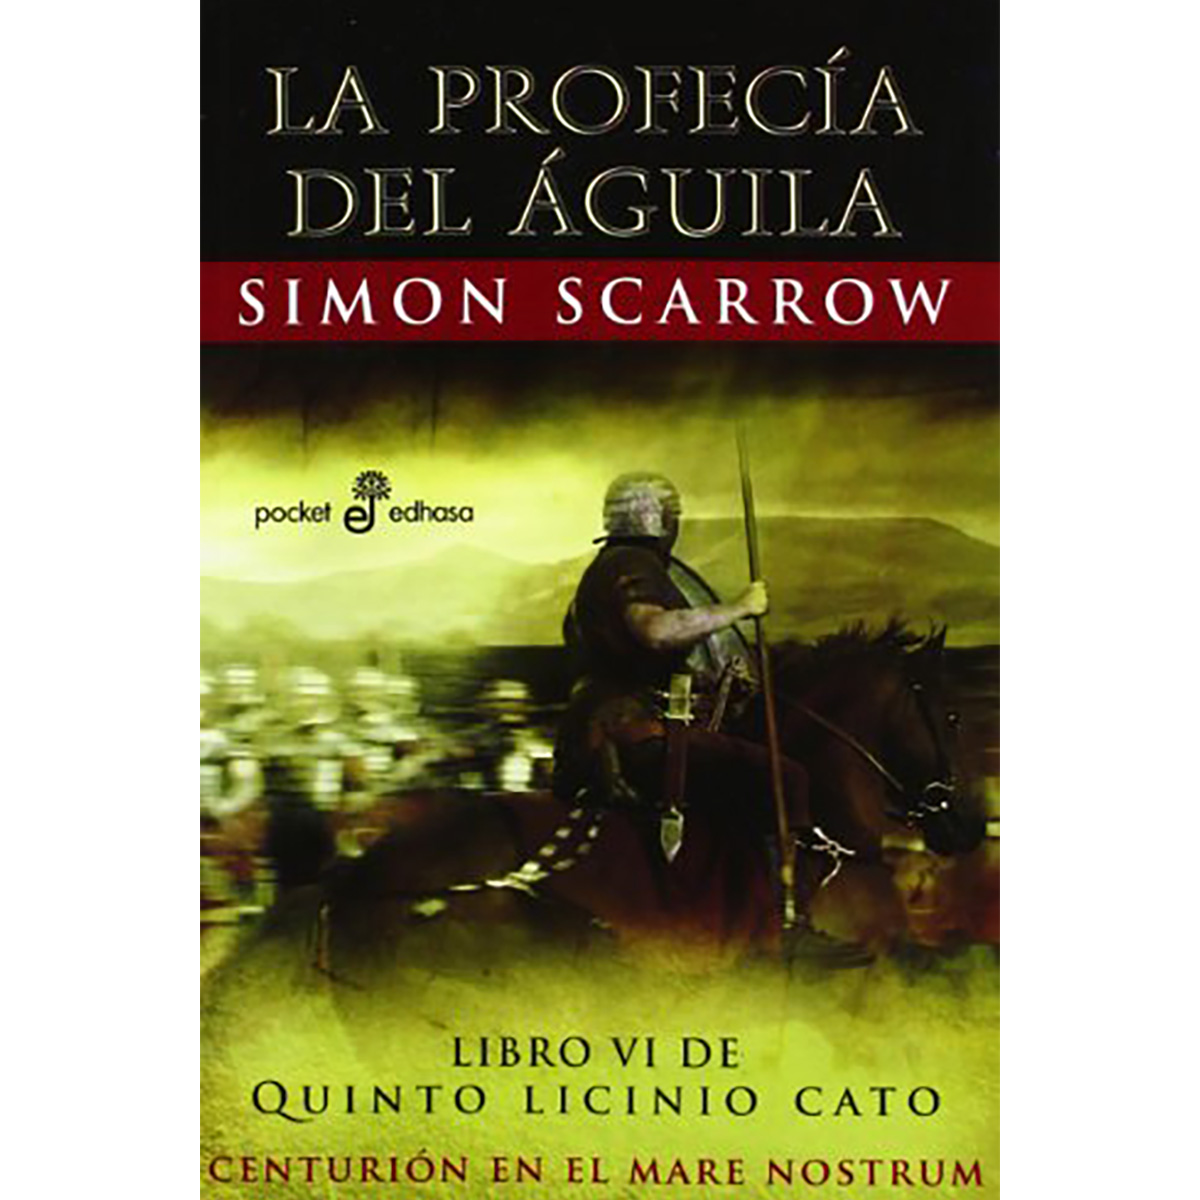 LA PROFECÍA
DEL ÁGUILA
SIMON SCARROW
pocket edhasa
LIBRO VI DE
QUINTO LICINIO CATO
CENTURIÓN EN EL MARE NOSTRUM